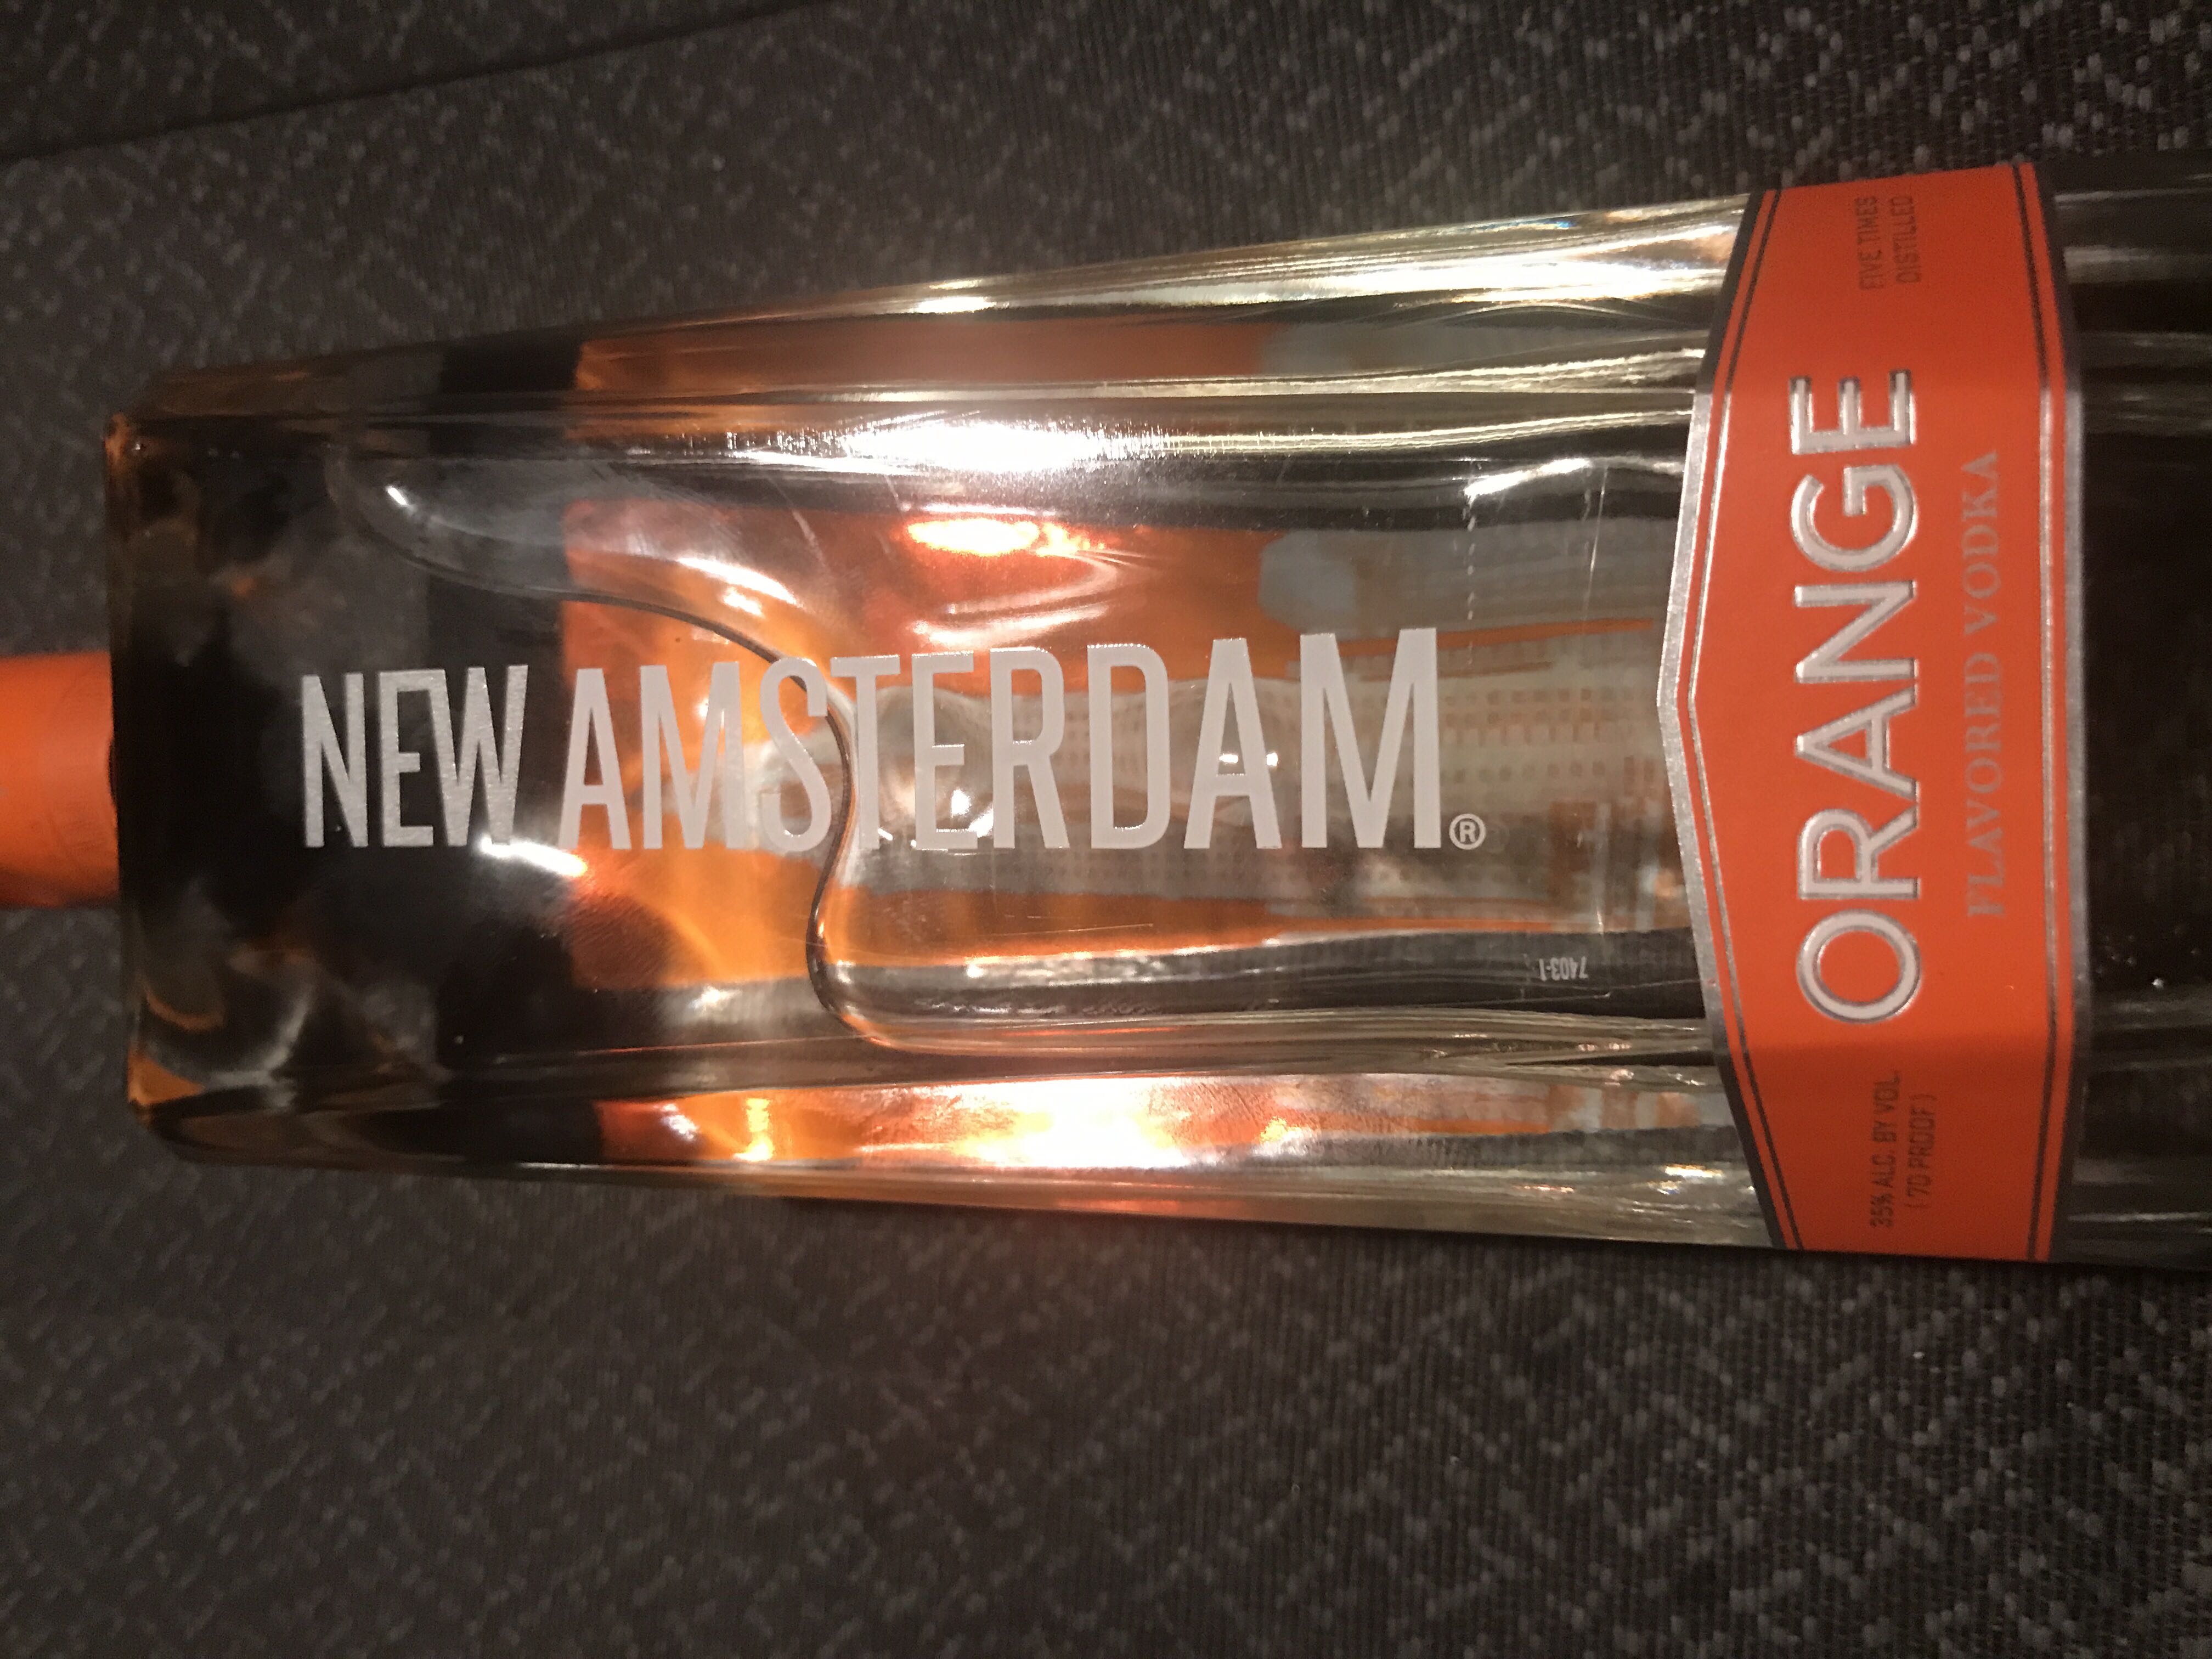 NEW AMSTERDAM®
ORANGE
FLAVORED VODKA
35% ALC. BY VOL.
(70 PROOF)
FIVE TIMES
DISTILLED
7403-1